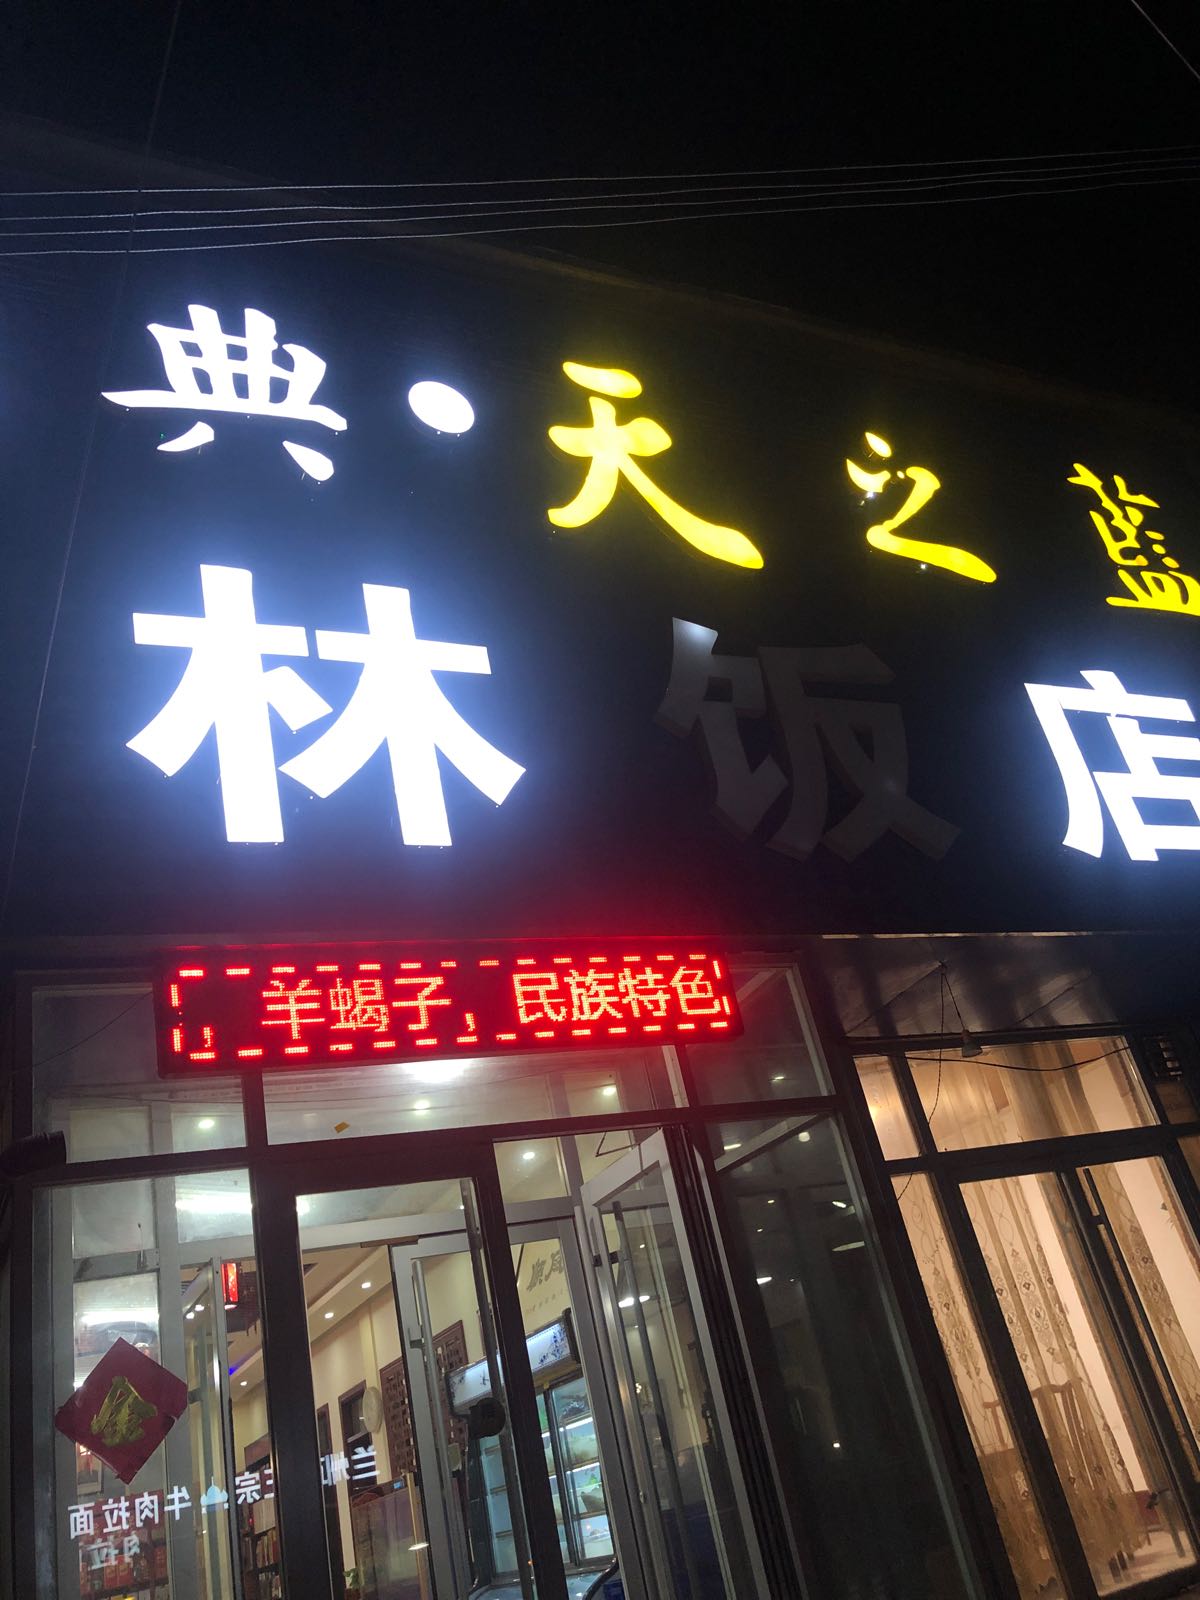 典·天之蓝
林饭店
羊蝎子，民族特色
牛肉拉面
正宗
兰州